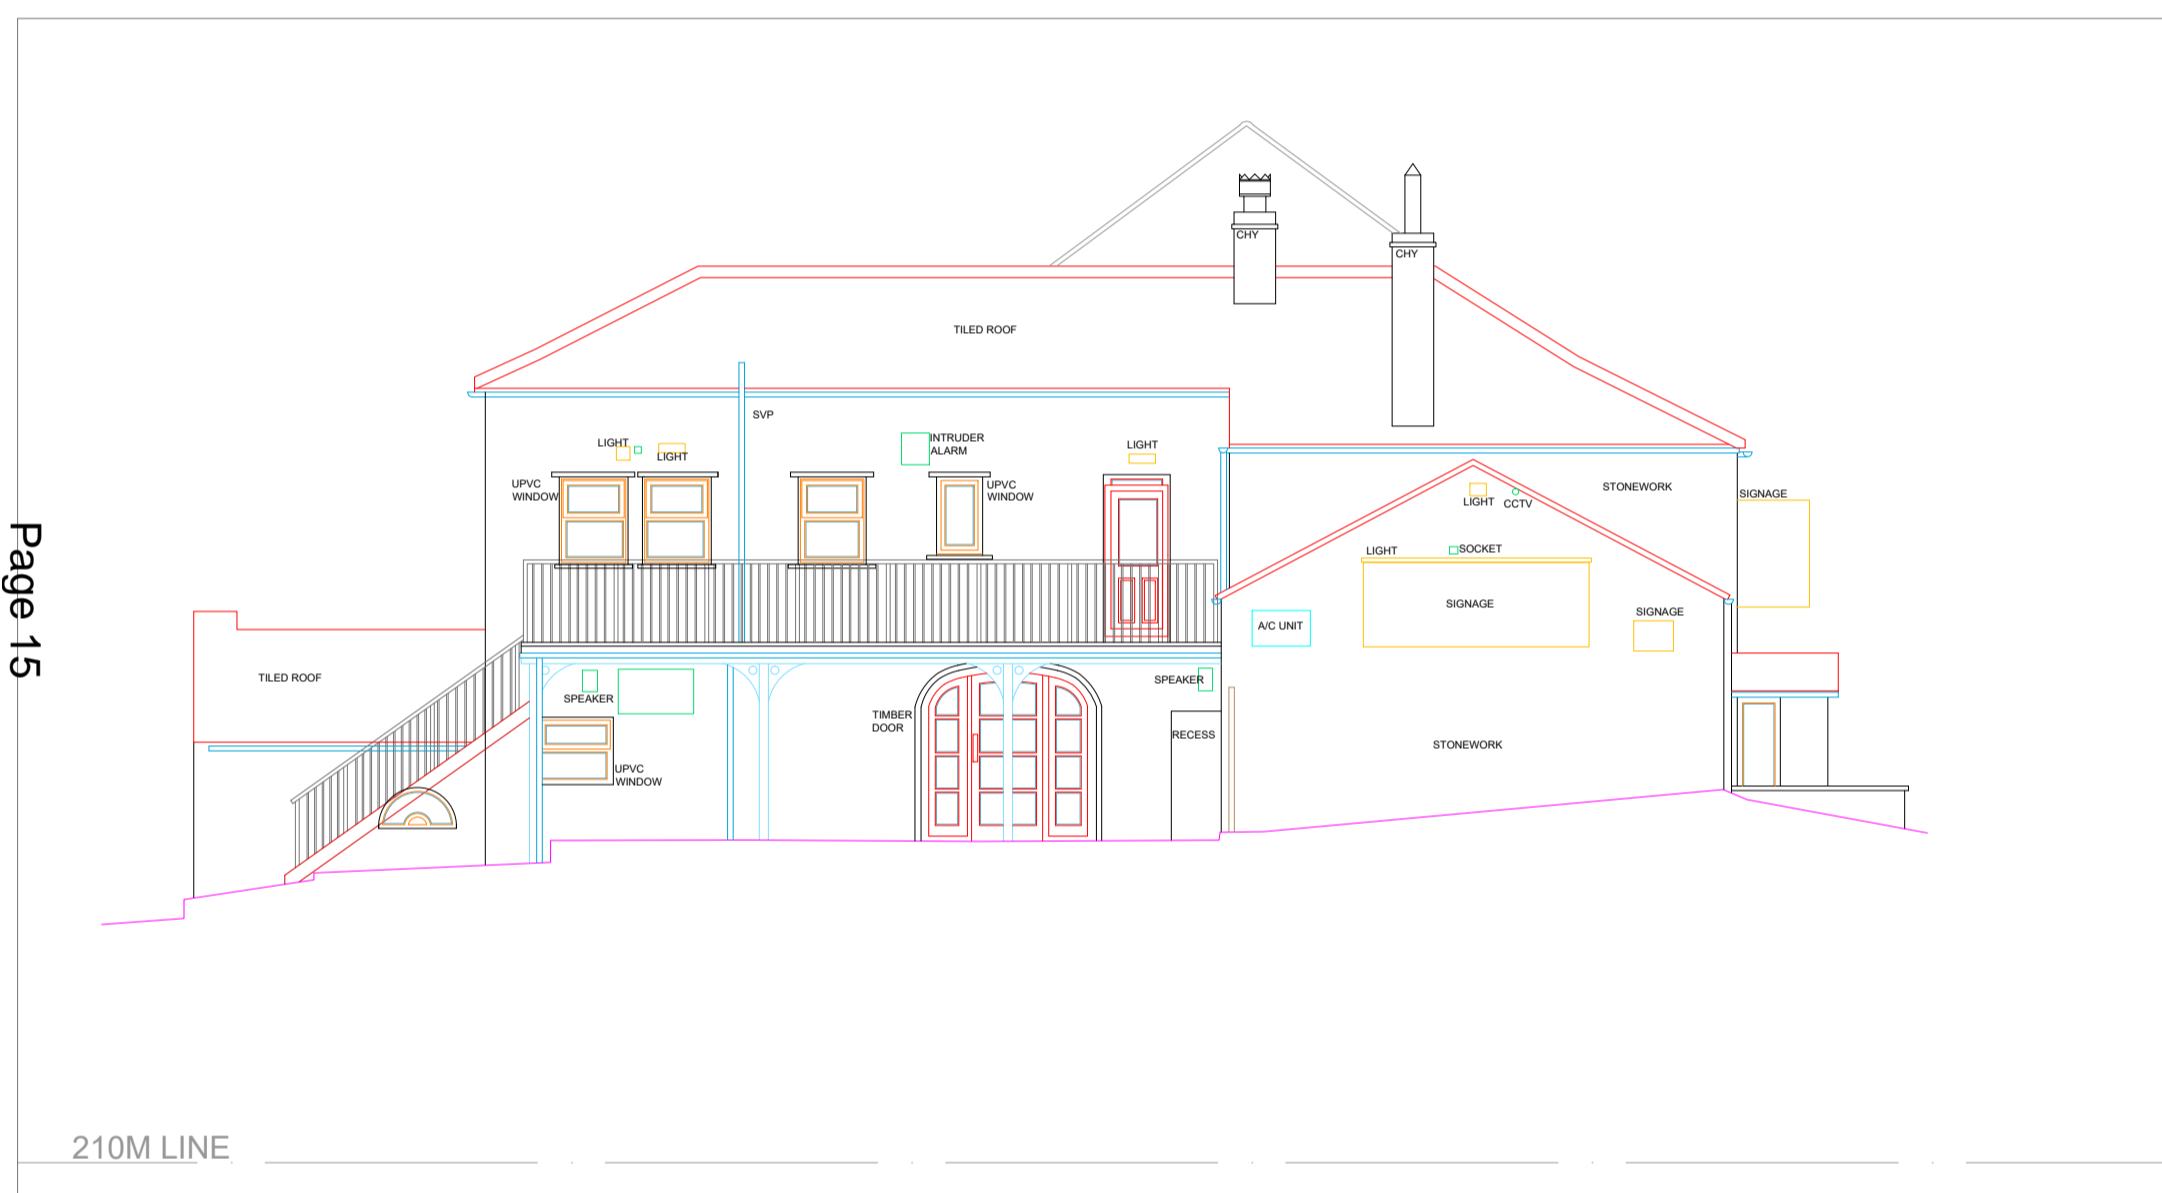 CHY
CHY
TILED ROOF
SVP
LIGHT
LIGHT
INTRUDER
ALARM
LIGHT
UPVC
WINDOW
UPVC
WINDOW
STONEWORK
SIGNAGE
LIGHT
CCTV
LIGHT
SOCKET
SIGNAGE
SIGNAGE
A/C UNIT
Page 15
TILED ROOF
SPEAKER
SPEAKER
TIMBER
DOOR
RECESS
STONEWORK
UPVC
WINDOW
210M LINE